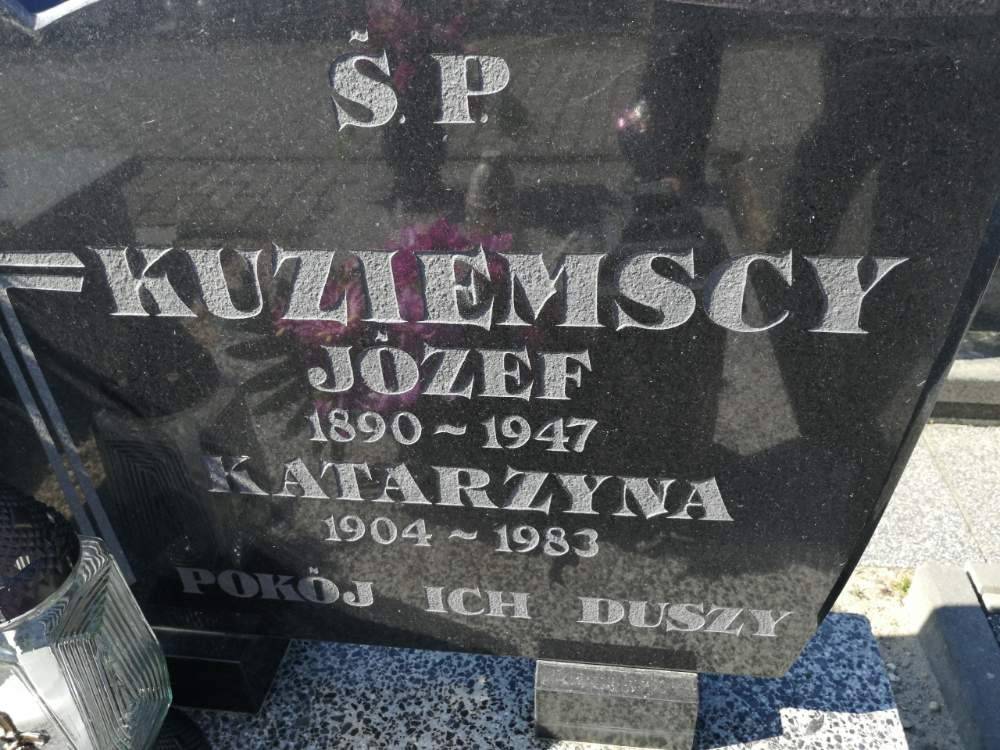 Ś.P.
KUZIEMSCY
JÓZEF
1890 ~ 1947
KATARZYNA
1904 ~ 1983
POKÓJ ICH DUSZY